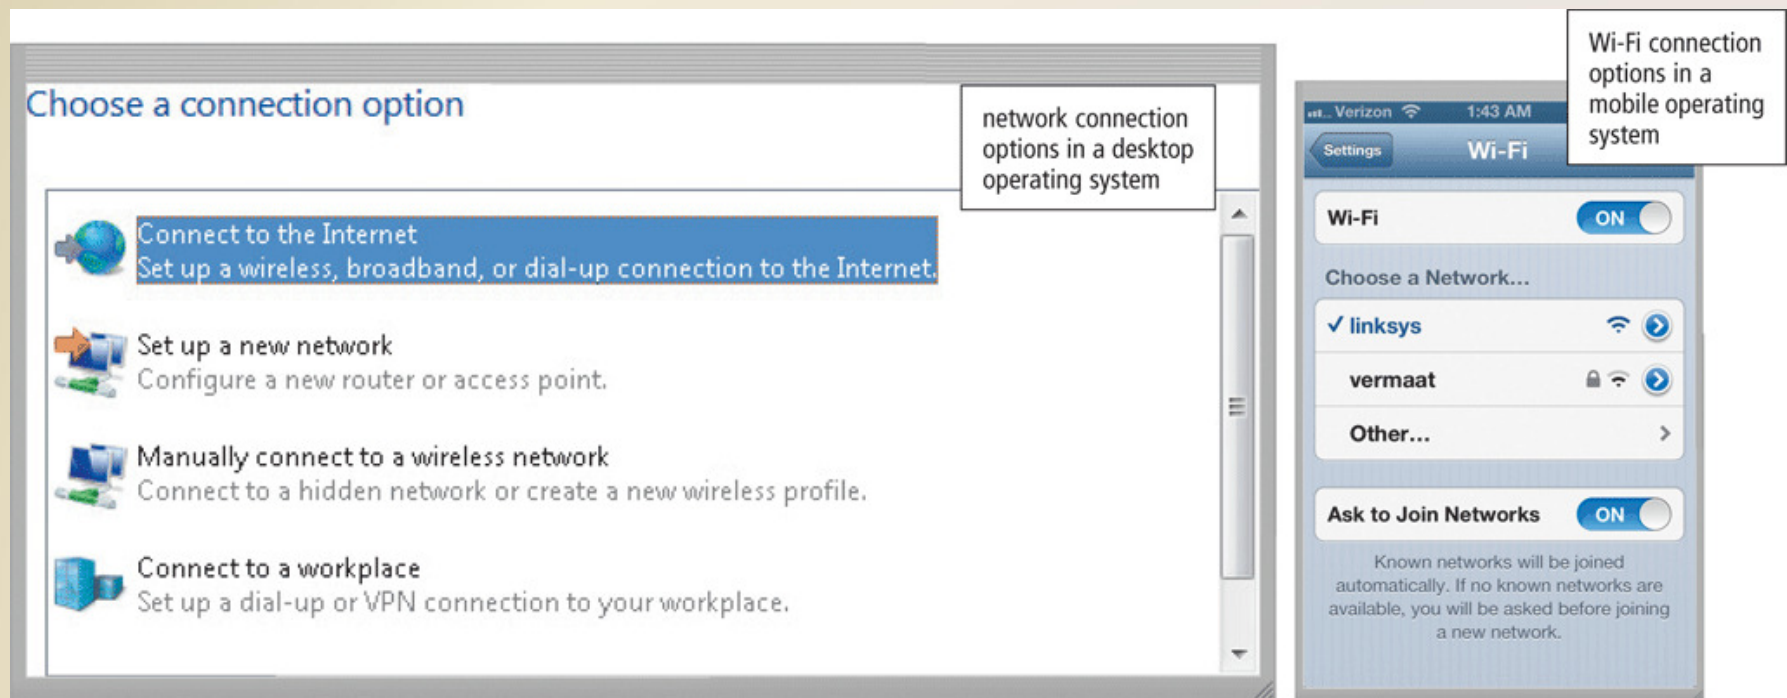 Choose a connection option
network connection
options in a desktop
operating system
Connect to the Internet
Set up a wireless, broadband, or dial-up connection to the Internet.
Set up a new network
Configure a new router or access point.
Manually connect to a wireless network
Connect to a hidden network or create a new wireless profile.
Connect to a workplace
Set up a dial-up or VPN connection to your workplace.
Wi-Fi connection
options in a
mobile operating
system
Verizon 1:43 AM
Settings Wi-Fi
Wi-Fi ON
Choose a Network...
✓ linksys
vermaat
Other...
Ask to Join Networks ON
Known networks will be joined
automatically. If no known networks are
available, you will be asked before joining
a new network.